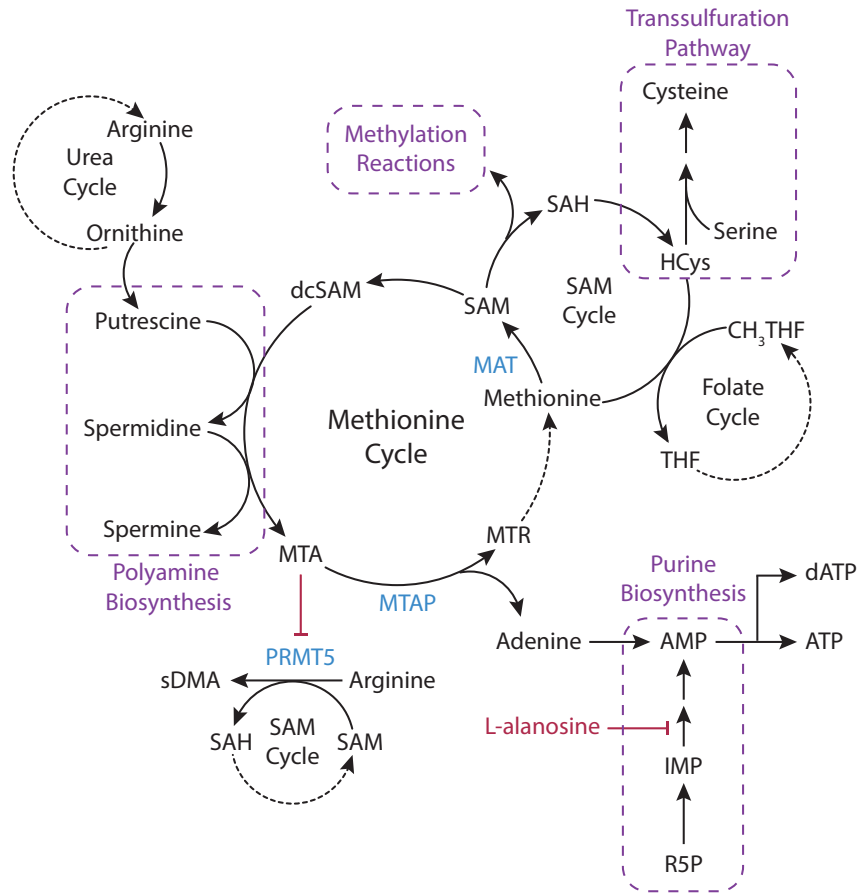 Transsulfuration
Pathway
Cysteine
Serine
HCys
Methylation
Reactions
SAH
SAM
Cycle
Arginine
Urea
Cycle
Ornithine
dcSAM
SAM
MAT
Methionine
CH₃THF
Folate
Cycle
THF
Putrescine
Spermidine
Spermine
Polyamine
Biosynthesis
Methionine
Cycle
MTA
MTAP
MTR
Adenine
Purine
Biosynthesis
AMP
dATP
ATP
PRMT5
sDMA
Arginine
SAH
SAM
Cycle
SAM
L-alanosine
IMP
R5P